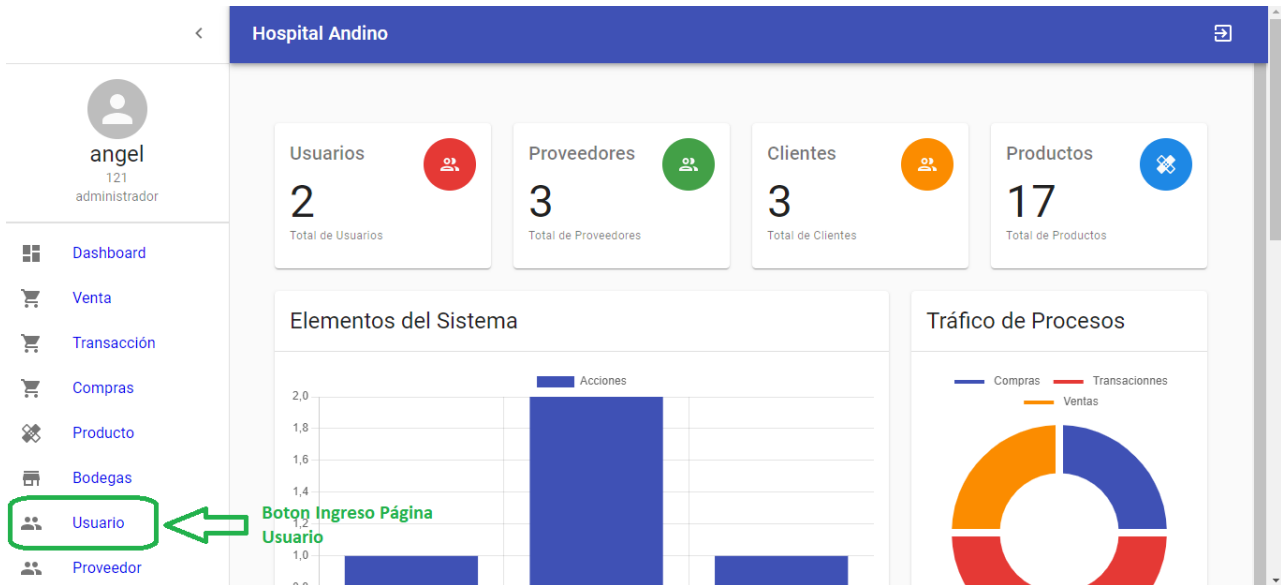 Hospital Andino
angel
121
administrador
Dashboard
Venta
Transacción
Compras
Producto
Bodegas
Usuario
Proveedor
Boton Ingreso Página
Usuario
Usuarios
2
Total de Usuarios
Proveedores
3
Total de Proveedores
Clientes
3
Total de Clientes
Productos
17
Total de Productos
Elementos del Sistema
Acciones
2,0
1,8
1,6
1,4
1,2
1,0
Tráfico de Procesos
Compras Transacionnes
Ventas